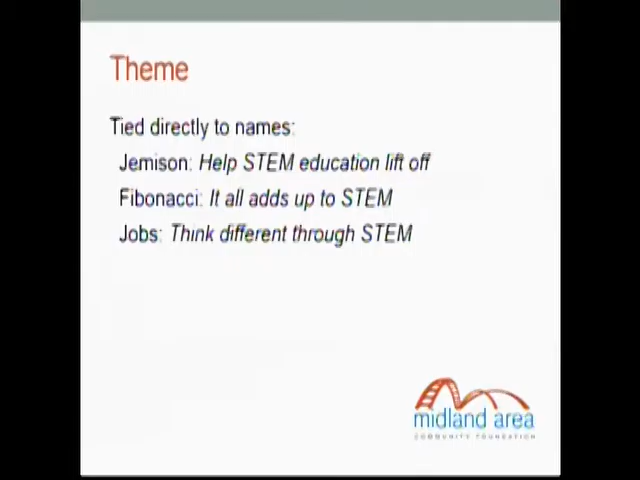 Theme
Tied directly to names:
Jemison: Help STEM education lift off
Fibonacci: It all adds up to STEM
Jobs: Think different through STEM
midland area
COMMUNITY FOUNDATION